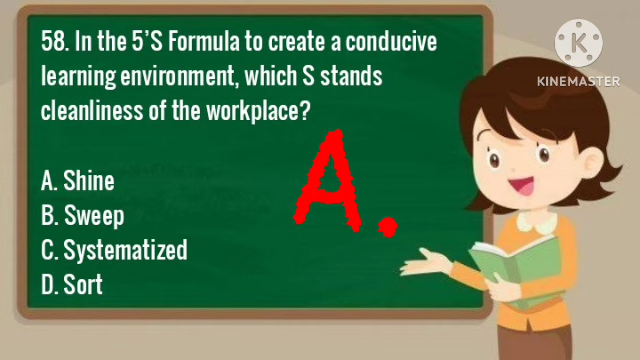 58. In the 5'S Formula to create a conducive
learning environment, which S stands
cleanliness of the workplace?
A. Shine
B. Sweep
C. Systematized
D. Sort
A.
K
KINEMASTER